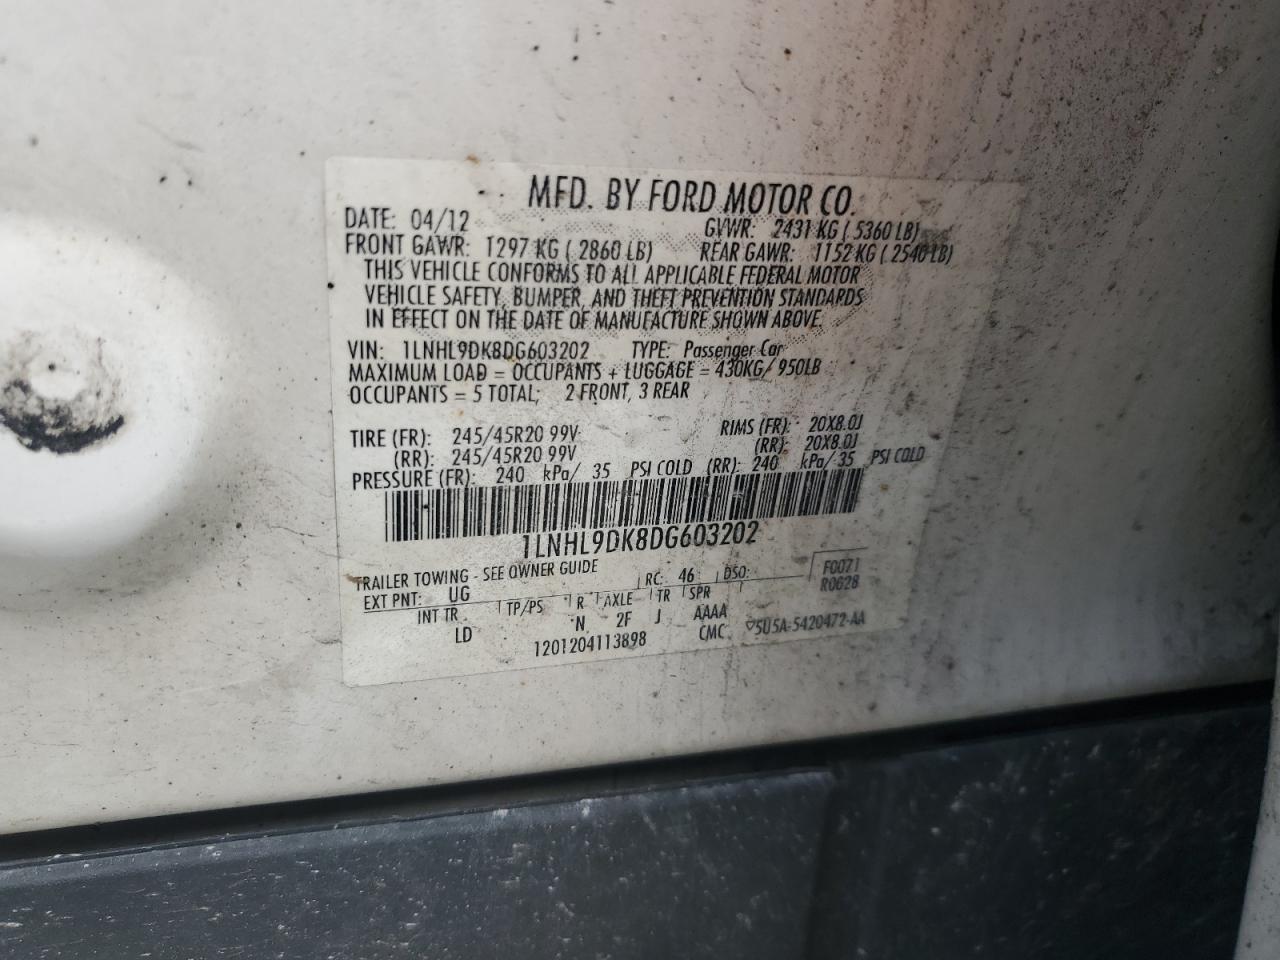 MFD. BY FORD MOTOR CO.
DATE: 04/12 GVWR: 2431 KG ( 5360 LB)
FRONT GAWR: 1297 KG ( 2860 LB) REAR GAWR: 1152 KG ( 2540 LB)
THIS VEHICLE CONFORMS TO ALL APPLICABLE FEDERAL MOTOR
VEHICLE SAFETY, BUMPER, AND THEFT PREVENTION STANDARDS
IN EFFECT ON THE DATE OF MANUFACTURE SHOWN ABOVE.
VIN: 1LNHL9DK8DG603202 TYPE: Passenger Car
MAXIMUM LOAD = OCCUPANTS + LUGGAGE = 430KG/ 950LB
OCCUPANTS = 5 TOTAL; 2 FRONT, 3 REAR
TIRE (FR): 245/45R20 99V RIMS (FR): 20X8.0J
(RR): 245/45R20 99V (RR): 20X8.0J
PRESSURE (FR): 240 kPa/ 35 PSI COLD (RR): 240 kPa/ 35 PSI COLD
1LNHL9DK8DG603202
TRAILER TOWING - SEE OWNER GUIDE
EXT PNT: UG RC: 46 DSO: F0071
R0628
INT TR TP/PS R AXLE TR SPR
LD N 2F J AAAA
1201204113898 CMC 5U5A-5420472-AA